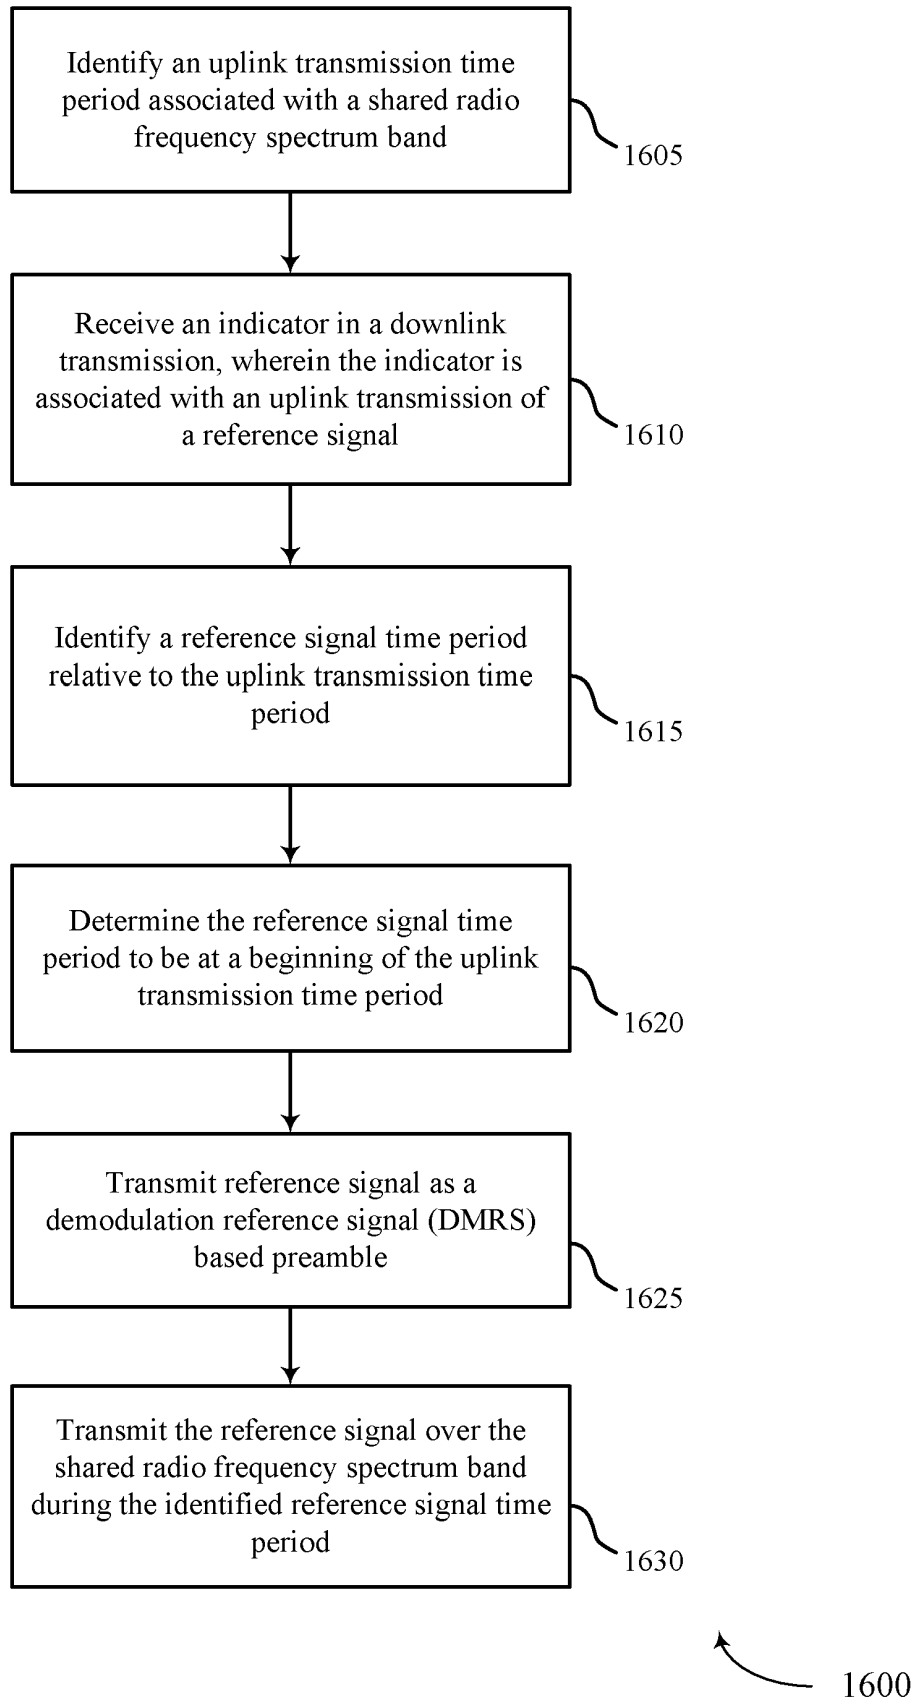 Identify an uplink transmission time
period associated with a shared radio
frequency spectrum band
1605
Receive an indicator in a downlink
transmission, wherein the indicator is
associated with an uplink transmission of
a reference signal
1610
Identify a reference signal time period
relative to the uplink transmission time
period
1615
Determine the reference signal time
period to be at a beginning of the uplink
transmission time period
1620
Transmit reference signal as a
demodulation reference signal (DMRS)
based preamble
1625
Transmit the reference signal over the
shared radio frequency spectrum band
during the identified reference signal time
period
1630
1600